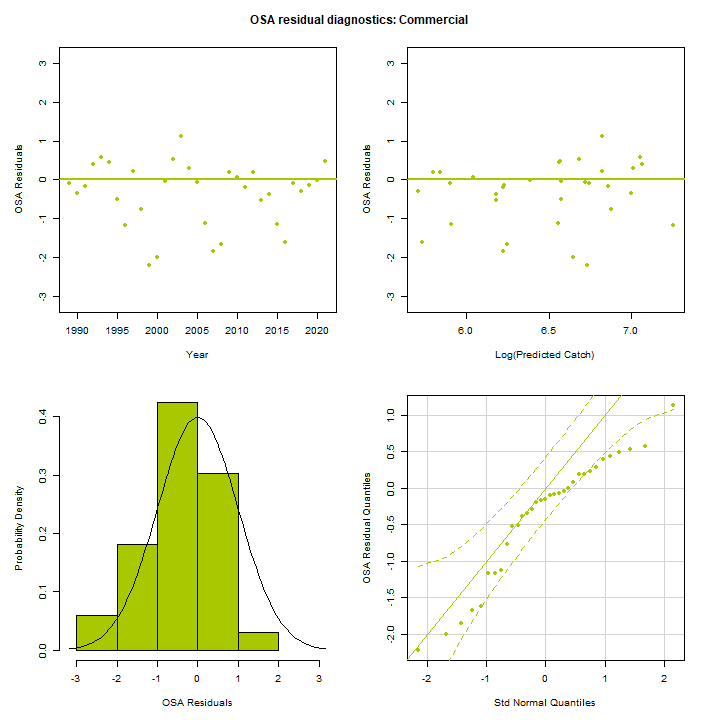 OSA residual diagnostics: Commercial
OSA Residuals
3
2
1
0
-1
-2
-3
1990 1995 2000 2005 2010 2015 2020
Year
OSA Residuals
3
2
1
0
-1
-2
-3
6.0 6.5 7.0
Log(Predicted Catch)
Probability Density
0.4
0.3
0.2
0.1
0.0
-3 -2 -1 0 1 2 3
OSA Residuals
OSA Residual Quantiles
1.0
0.5
0.0
-0.5
-1.0
-1.5
-2.0
-2 -1 0 1 2
Std Normal Quantiles